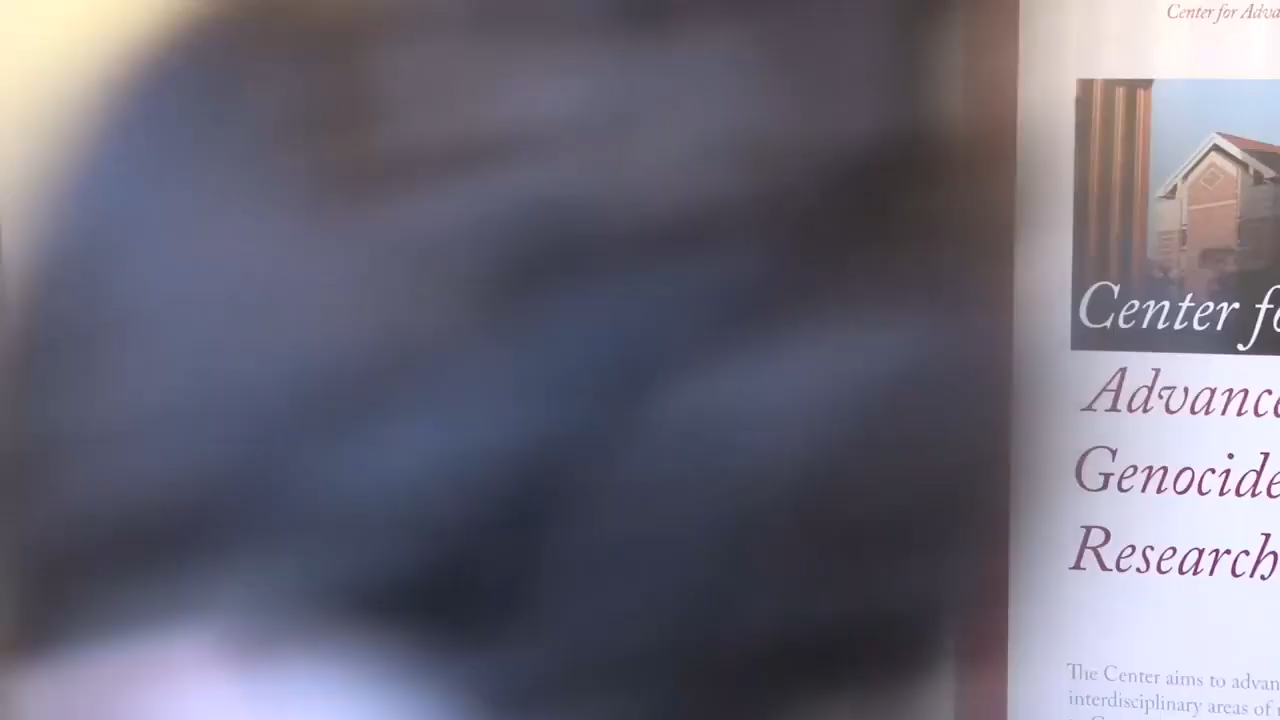 Center for Adva
Center fo
Advance
Genocide
Research
The Center aims to advan
interdisciplinary areas of